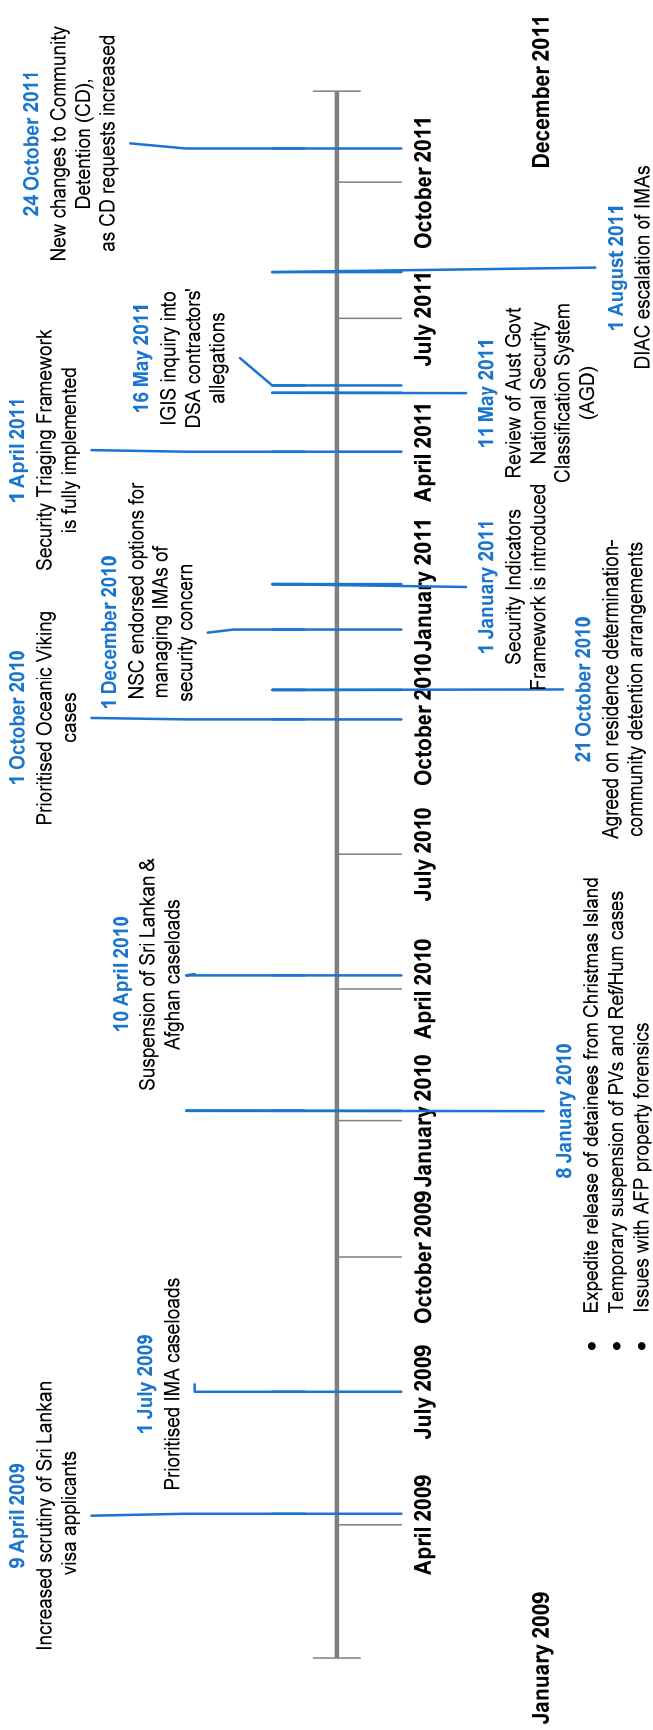 9 April 2009
Increased scrutiny of Sri Lankan
visa applicants
1 July 2009
Prioritised IMA caseloads
10 April 2010
Suspension of Sri Lankan &
Afghan caseloads
1 October 2010
Prioritised Oceanic Viking
cases
1 December 2010
NSC endorsed options for
managing IMAs of
security concern
1 April 2011
Security Triaging Framework
is fully implemented
16 May 2011
IGIS inquiry into
DSA contractors'
allegations
24 October 2011
New changes to Community
Detention (CD),
as CD requests increased
April 2009
July 2009
October 2009
January 2010
April 2010
July 2010
October 2010
January 2011
April 2011
July 2011
October 2011
January 2009
December 2011
8 January 2010
• Expedite release of detainees from Christmas Island
• Temporary suspension of PVs and Ref/Hum cases
• Issues with AFP property forensics
21 October 2010
Agreed on residence determination-
community detention arrangements
1 January 2011
Security Indicators
Framework is introduced
11 May 2011
Review of Aust Govt
National Security
Classification System
(AGD)
1 August 2011
DIAC escalation of IMAs